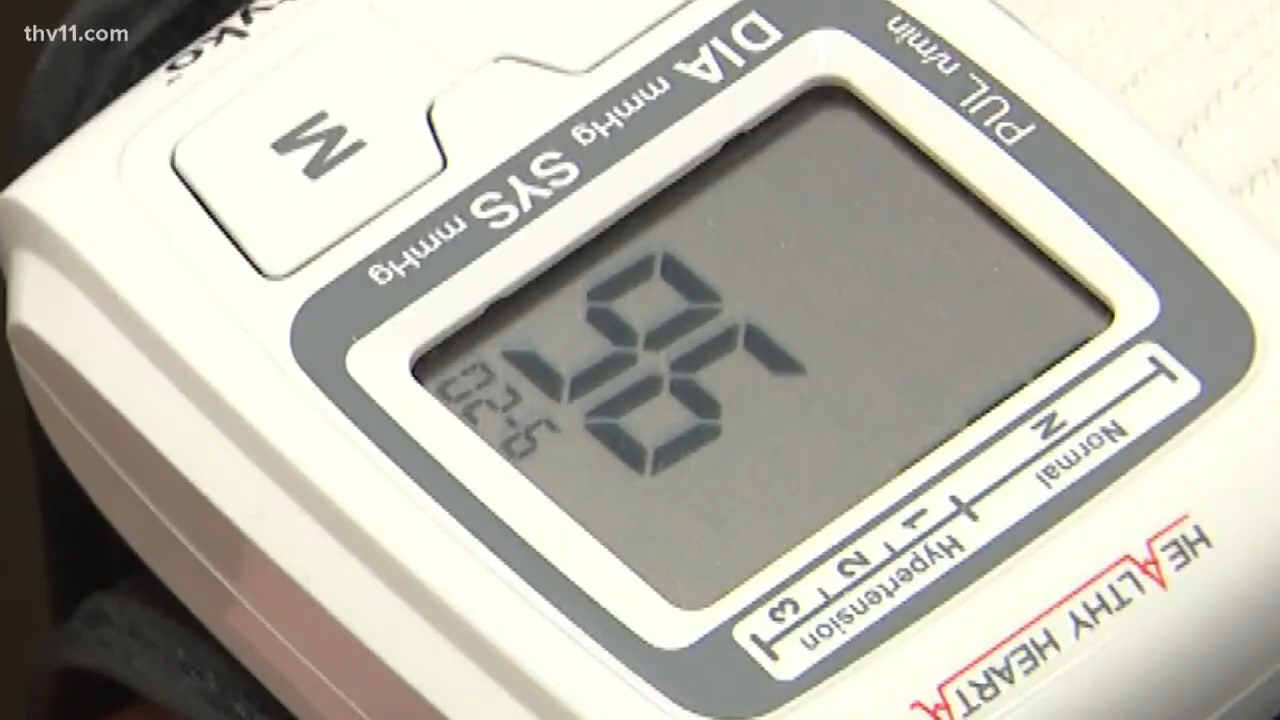 thv11.com
M
PUL. n/min
DIA mmHg
SYS mmHg
N
1
2
3
Normal
Hypertension
HEALTHY HEART